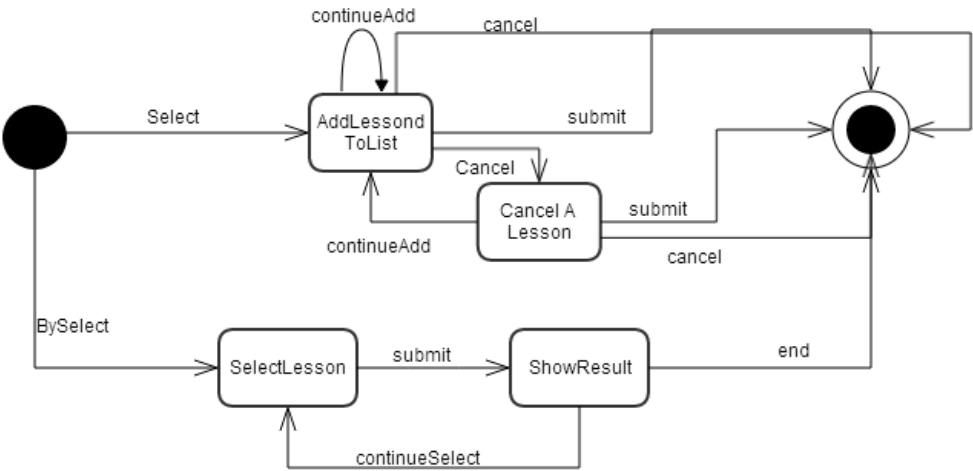 continueAdd
cancel
Select
AddLessond
ToList
submit
Cancel
Cancel A
Lesson
submit
continueAdd
cancel
BySelect
SelectLesson
submit
ShowResult
end
continueSelect